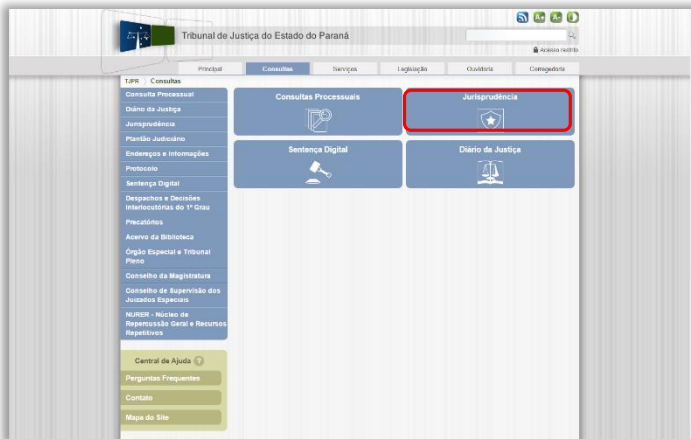 A+ A-
Tribunal de Justiça do Estado do Paraná
Acesso restrito
Principal Consultas Serviços Legislação Ouvidoria Corregedoria
TJPR Consultas
Consulta Processual
Diário da Justiça
Jurisprudência
Plantão Judiciário
Endereços e Informações
Protocolo
Sentença Digital
Despachos e Decisões
Interlocutórias do 1º Grau
Precatórios
Acervo da Biblioteca
Órgão Especial e Tribunal
Pleno
Conselho da Magistratura
Conselho de Supervisão dos
Juizados Especiais
NURER - Núcleo de
Repercussão Geral e Recursos
Repetitivos
Consultas Processuais
Jurisprudência
Sentença Digital
Diário da Justiça
Central de Ajuda ?
Perguntas Frequentes
Contato
Mapa do Site